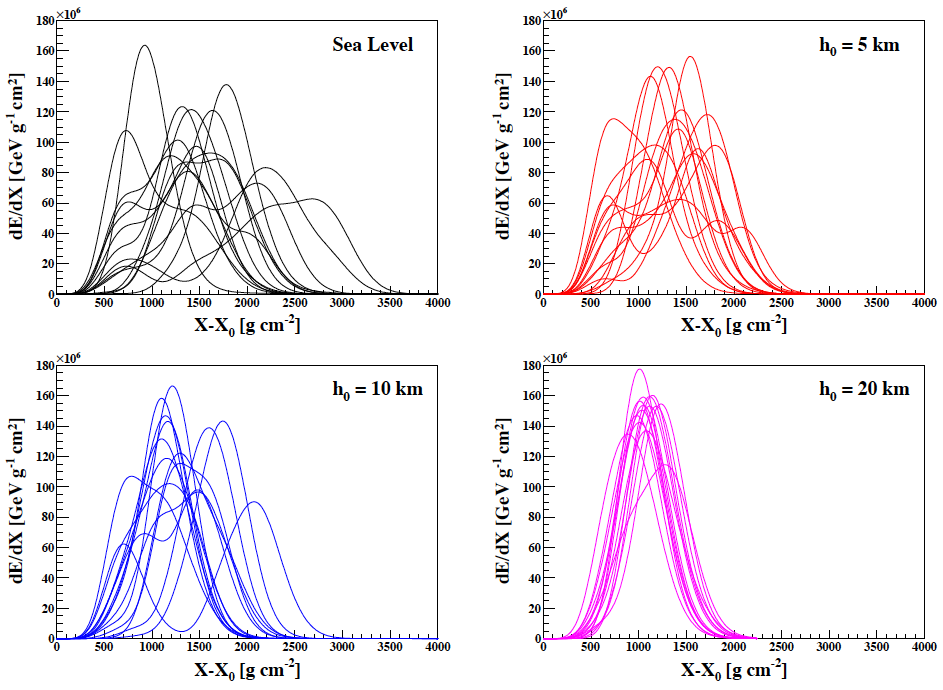 ×10⁶
Sea Level
dE/dX [GeV g⁻¹ cm²]
180
160
140
120
100
80
60
40
20
0
0 500 1000 1500 2000 2500 3000 3500 4000
X-X₀ [g cm⁻²]
×10⁶
h₀ = 5 km
dE/dX [GeV g⁻¹ cm²]
180
160
140
120
100
80
60
40
20
0
0 500 1000 1500 2000 2500 3000 3500 4000
X-X₀ [g cm⁻²]
×10⁶
h₀ = 10 km
dE/dX [GeV g⁻¹ cm²]
180
160
140
120
100
80
60
40
20
0
0 500 1000 1500 2000 2500 3000 3500 4000
X-X₀ [g cm⁻²]
×10⁶
h₀ = 20 km
dE/dX [GeV g⁻¹ cm²]
180
160
140
120
100
80
60
40
20
0
0 500 1000 1500 2000 2500 3000 3500 4000
X-X₀ [g cm⁻²]